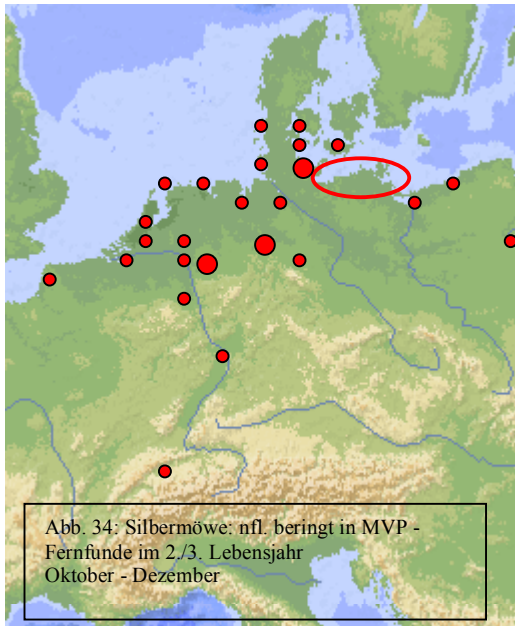 Abb. 34: Silbermöwe: nfl. beringt in MVP -
Fernfunde im 2./3. Lebensjahr
Oktober - Dezember